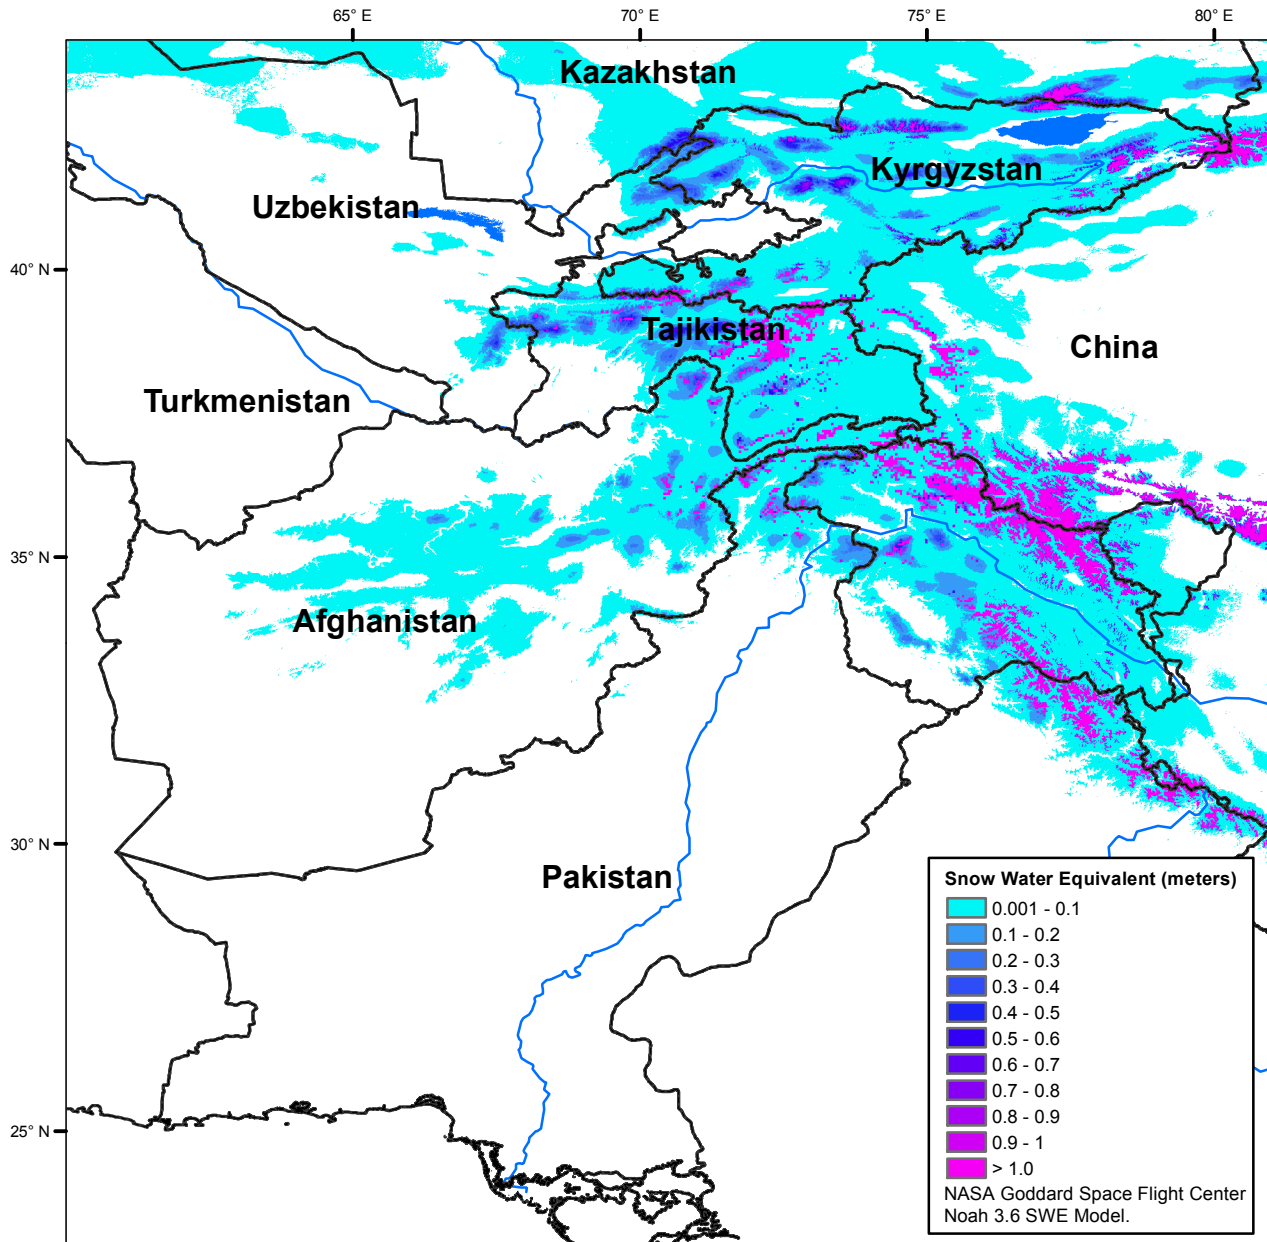 65° E
70° E
75° E
80° E
Kazakhstan
Kyrgyzstan
Uzbekistan
40° N
Tajikistan
China
Turkmenistan
35° N
Afghanistan
30° N
Pakistan
25° N
Snow Water Equivalent (meters)
0.001 - 0.1
0.1 - 0.2
0.2 - 0.3
0.3 - 0.4
0.4 - 0.5
0.5 - 0.6
0.6 - 0.7
0.7 - 0.8
0.8 - 0.9
0.9 - 1
> 1.0
NASA Goddard Space Flight Center
Noah 3.6 SWE Model.